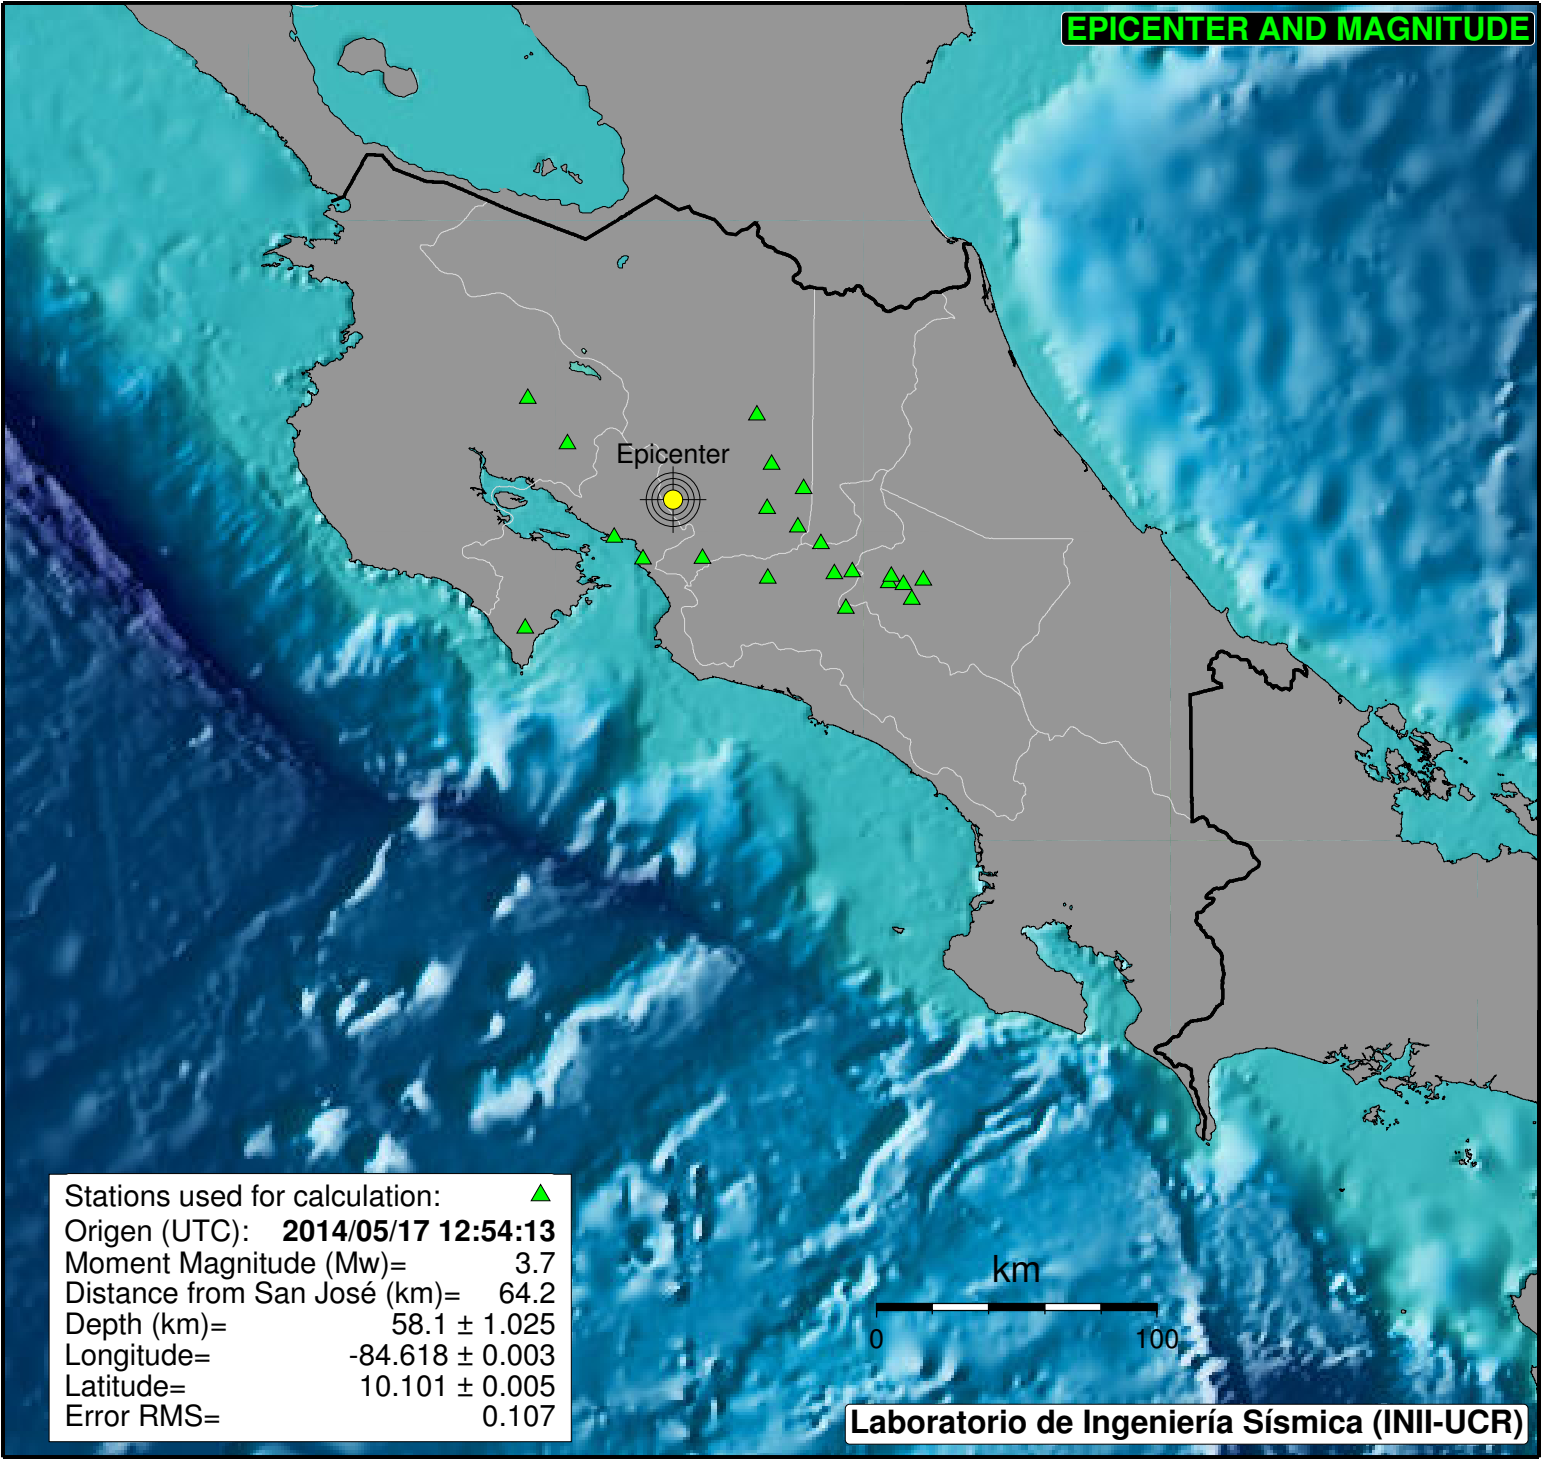 EPICENTER AND MAGNITUDE
Epicenter
Stations used for calculation:
Origen (UTC): 2014/05/17 12:54:13
Moment Magnitude (Mw)= 3.7
Distance from San José (km)= 64.2
Depth (km)= 58.1 ± 1.025
Longitude= -84.618 ± 0.003
Latitude= 10.101 ± 0.005
Error RMS= 0.107
km
0 100
Laboratorio de Ingeniería Sísmica (INII-UCR)